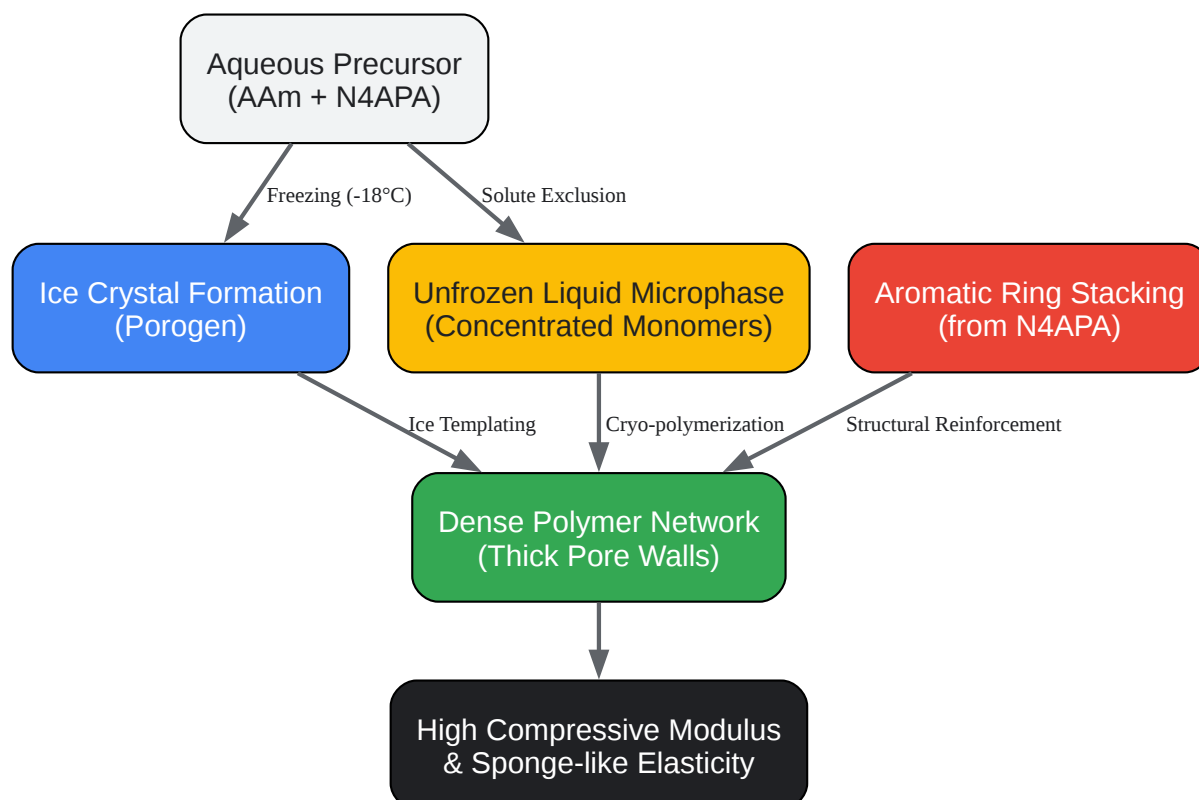 Aqueous Precursor
(AAm + N4APA)
Freezing (-18°C)
Solute Exclusion
Ice Crystal Formation
(Porogen)
Unfrozen Liquid Microphase
(Concentrated Monomers)
Aromatic Ring Stacking
(from N4APA)
Ice Templating
Cryo-polymerization
Structural Reinforcement
Dense Polymer Network
(Thick Pore Walls)
High Compressive Modulus
& Sponge-like Elasticity